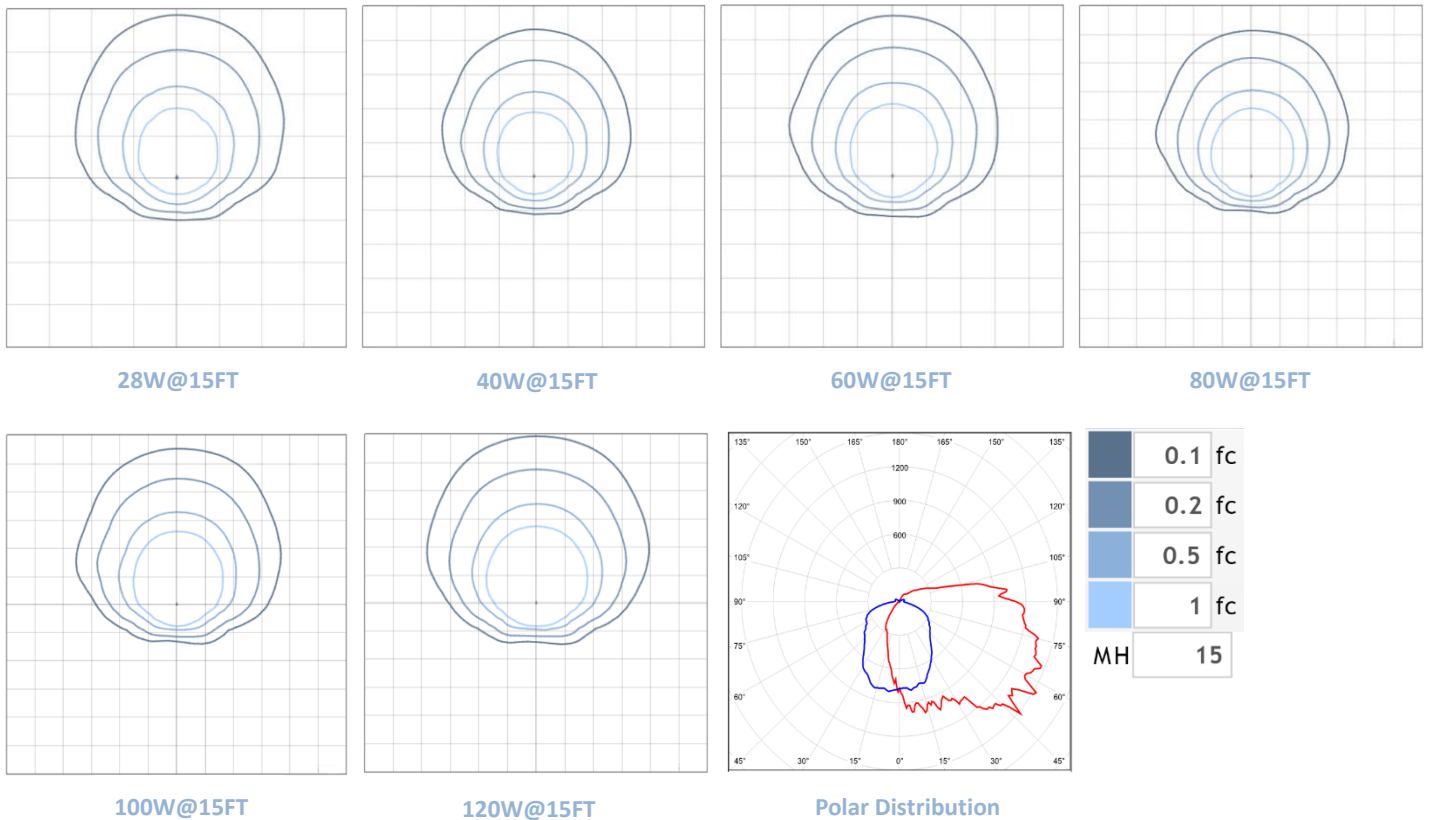 28W@15FT
40W@15FT
60W@15FT
80W@15FT
135° 150° 165° 180° 165° 150° 135°
1200
120° 900 120°
600
105° 105°
90° 90°
75° 75°
60° 60°
45° 30° 15° 0° 15° 30° 45°
0.1 fc
0.2 fc
0.5 fc
1 fc
MH 15
100W@15FT
120W@15FT
Polar Distribution